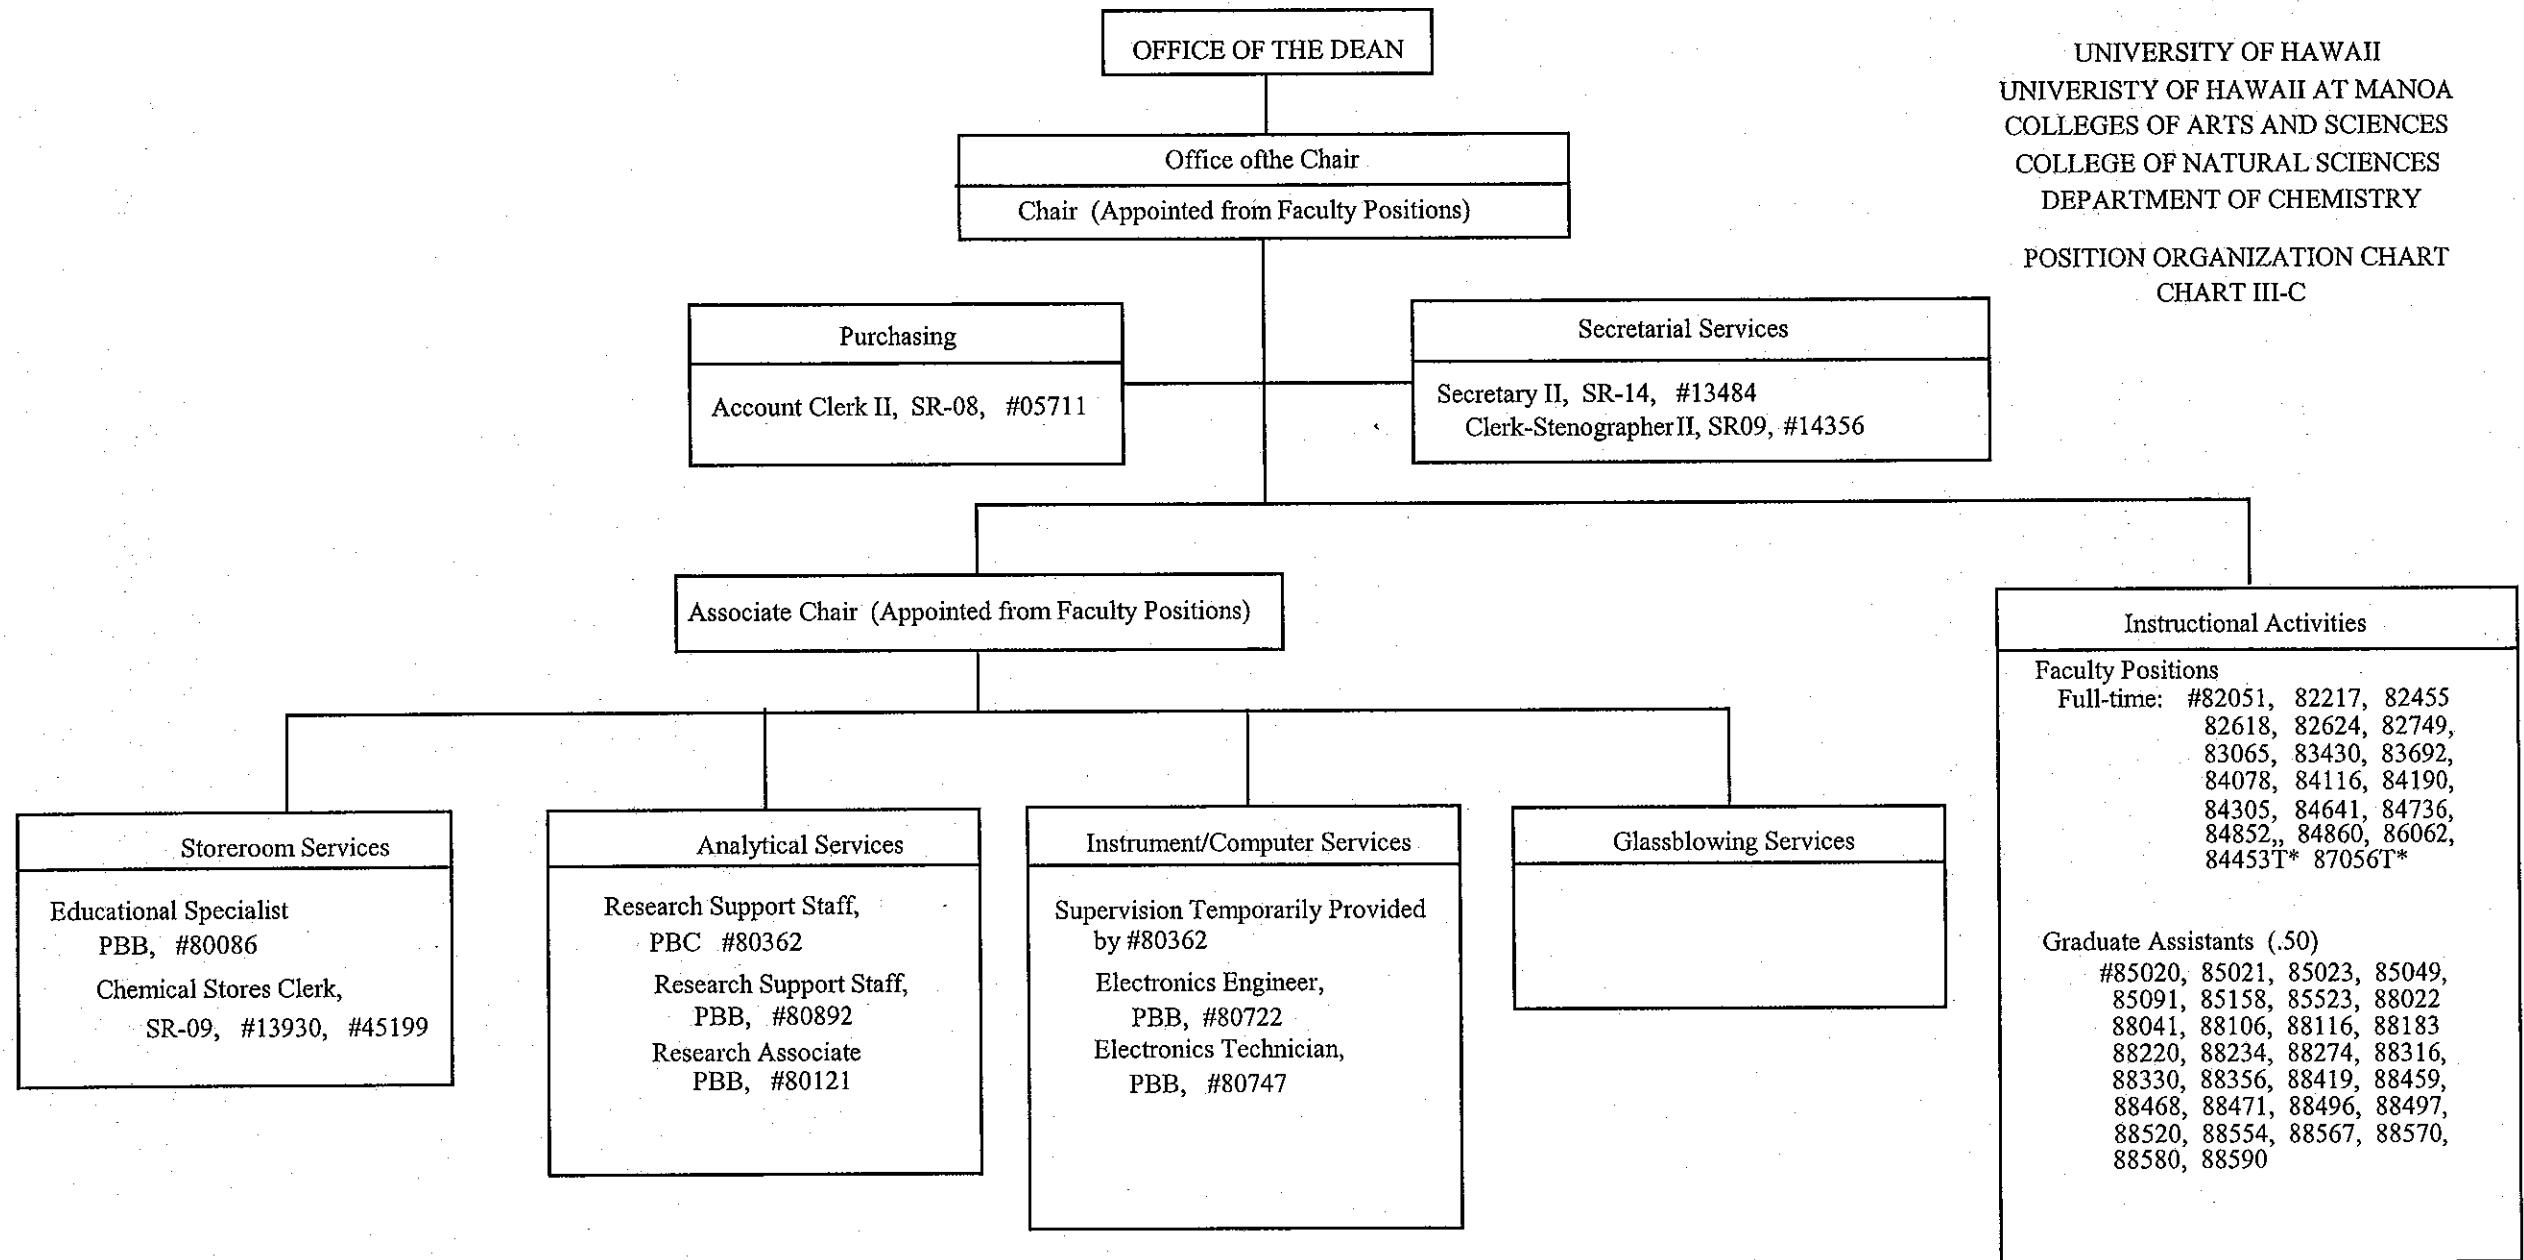 OFFICE OF THE DEAN
UNIVERSITY OF HAWAII
UNIVERISTY OF HAWAII AT MANOA
COLLEGES OF ARTS AND SCIENCES
COLLEGE OF NATURAL SCIENCES
DEPARTMENT OF CHEMISTRY
POSITION ORGANIZATION CHART
CHART III-C
Office ofthe Chair
Chair (Appointed from Faculty Positions)
Purchasing
Account Clerk II, SR-08, #05711
Secretarial Services
Secretary II, SR-14, #13484
Clerk-Stenographer II, SR09, #14356
Associate Chair (Appointed from Faculty Positions)
Storeroom Services
Educational Specialist
PBB, #80086
Chemical Stores Clerk,
SR-09, #13930, #45199
Analytical Services
Research Support Staff,
PBC #80362
Research Support Staff,
PBB, #80892
Research Associate
PBB, #80121
Instrument/Computer Services
Supervision Temporarily Provided
by #80362
Electronics Engineer,
PBB, #80722
Electronics Technician,
PBB, #80747
Glassblowing Services
Instructional Activities
Faculty Positions
Full-time: #82051, 82217, 82455
82618, 82624, 82749,
83065, 83430, 83692,
84078, 84116, 84190,
84305, 84641, 84736,
84852,, 84860, 86062,
84453T* 87056T*
Graduate Assistants (.50)
#85020, 85021, 85023, 85049,
85091, 85158, 85523, 88022
88041, 88106, 88116, 88183
88220, 88234, 88274, 88316,
88330, 88356, 88419, 88459,
88468, 88471, 88496, 88497,
88520, 88554, 88567, 88570,
88580, 88590